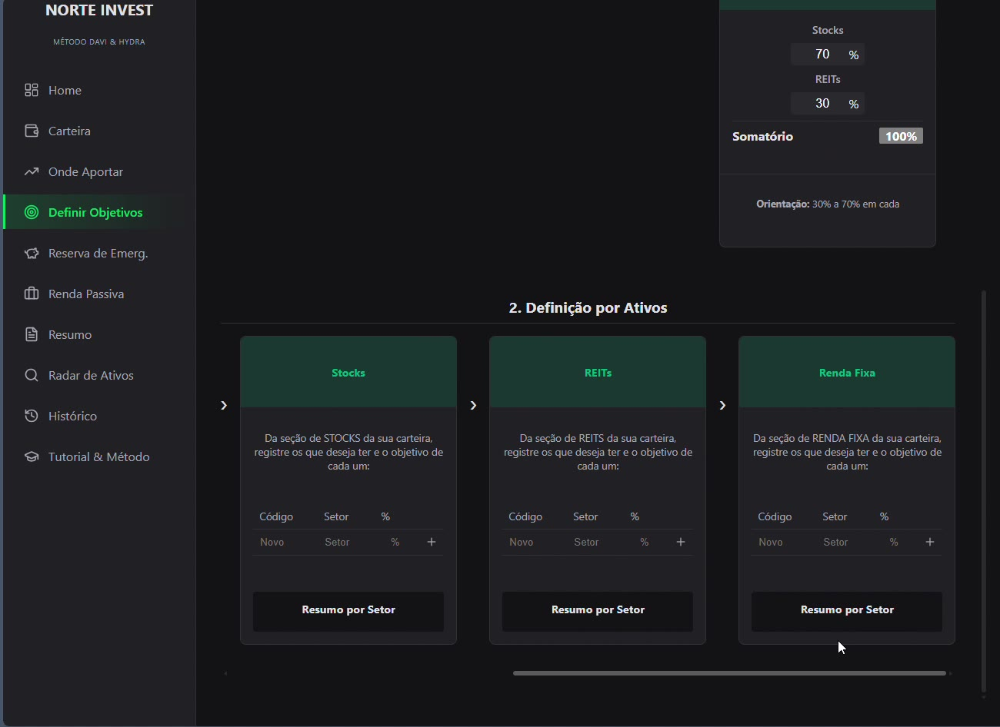 NORTE INVEST
MÉTODO DAVI & HYDRA
Home
Carteira
Onde Aportar
Definir Objetivos
Reserva de Emerg.
Renda Passiva
Resumo
Radar de Ativos
Histórico
Tutorial & Método
Stocks
70 %
REITs
30 %
Somatório 100%
Orientação: 30% a 70% em cada
2. Definição por Ativos
Stocks
Da seção de STOCKS da sua carteira,
registre os que deseja ter e o objetivo de
cada um:
Código Setor %
Novo Setor % +
Resumo por Setor
REITs
Da seção de REITS da sua carteira,
registre os que deseja ter e o objetivo de
cada um:
Código Setor %
Novo Setor % +
Resumo por Setor
Renda Fixa
Da seção de RENDA FIXA da sua carteira,
registre os que deseja ter e o objetivo de
cada um:
Código Setor %
Novo Setor % +
Resumo por Setor